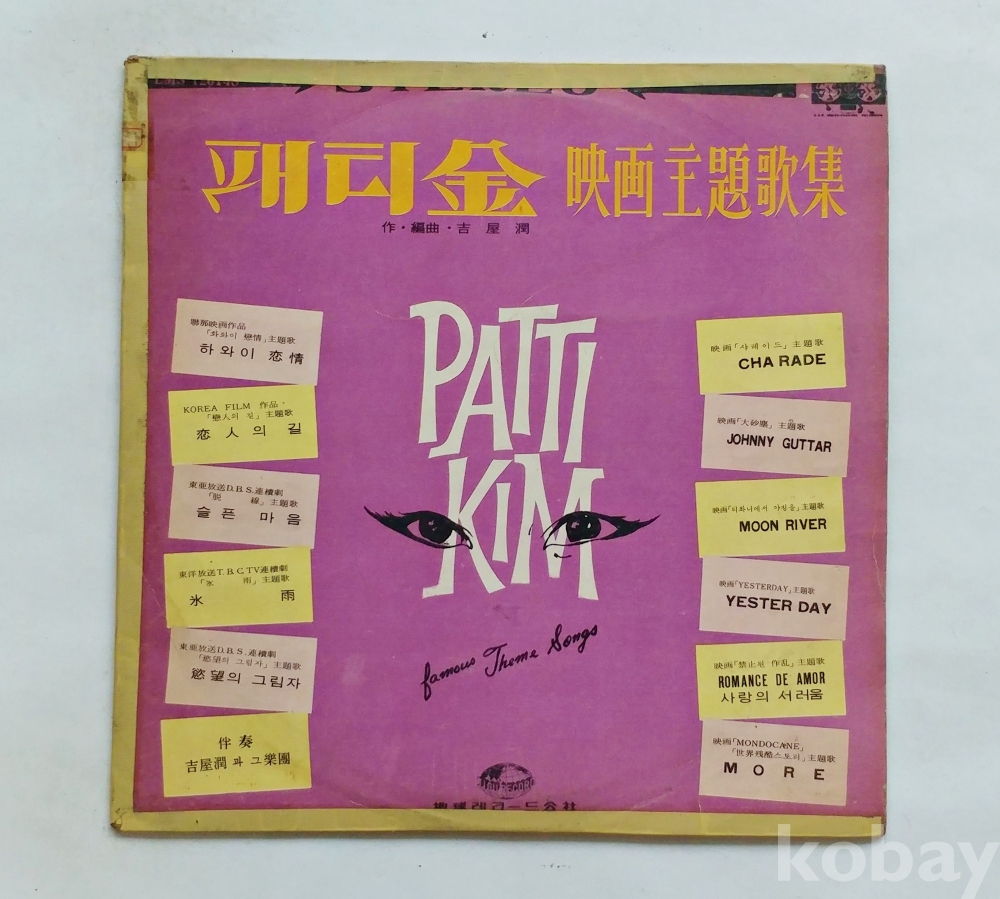 STEREO
패티金 映画主題歌集
作・編曲・吉屋潤
PATTI
KIM
famous Theme Songs
聯邦映画作品
「하와이 戀情」主題歌
하와이 恋情
KOREA FILM 作品・
「戀人의 길」主題歌
恋人의 길
東亜放送D.B.S.連續劇
「脱 線」主題歌
슬픈 마음
東洋放送T.B.C TV連續劇
「氷 雨」主題歌
氷 雨
東亜放送D.B.S.連續劇
「慾望의 그림자」主題歌
慾望의 그림자
伴奏
吉屋潤과 그樂團
映画「샤레이드」主題歌
CHA RADE
映画「大砂塵」主題歌
JOHNNY GUTTAR
映画「티화니에서 아침을」主題歌
MOON RIVER
映画「YESTERDAY」主題歌
YESTER DAY
映画「禁止된 作乱」主題歌
ROMANCE DE AMOR
사랑의 서러움
映画「MONDOCANE」
「世界残酷스토리」主題歌
MORE
地球레코ー드公社
kobay